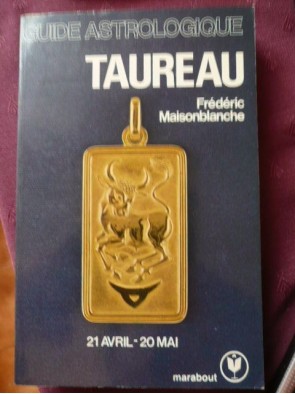 GUIDE ASTROLOGIQUE
TAUREAU
Frédéric
Maisonblanche
21 AVRIL - 20 MAI
marabout